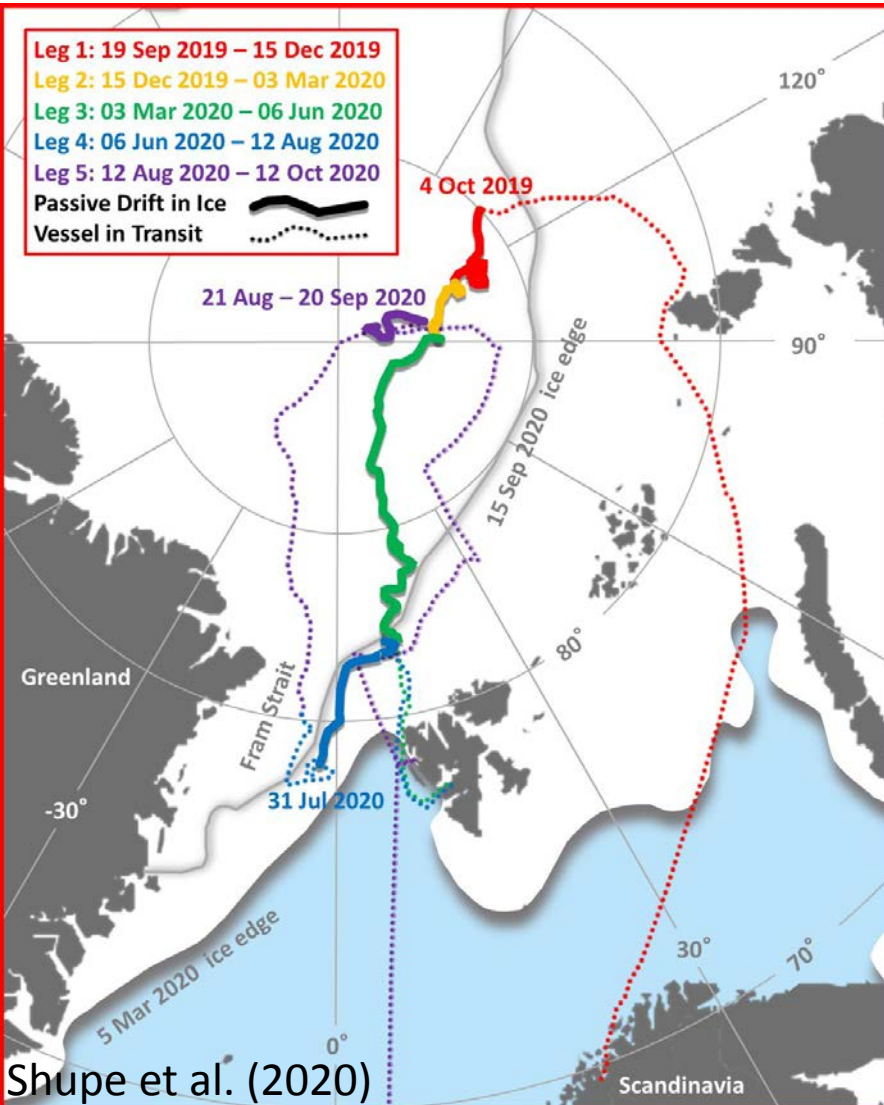 Leg 1: 19 Sep 2019 – 15 Dec 2019
Leg 2: 15 Dec 2019 – 03 Mar 2020
Leg 3: 03 Mar 2020 – 06 Jun 2020
Leg 4: 06 Jun 2020 – 12 Aug 2020
Leg 5: 12 Aug 2020 – 12 Oct 2020
Passive Drift in Ice
Vessel in Transit
120°
4 Oct 2019
21 Aug – 20 Sep 2020
90°
15 Sep 2020 ice edge
80°
Greenland
Fram Strait
31 Jul 2020
-30°
5 Mar 2020 ice edge
30°
70°
0°
Shupe et al. (2020)
Scandinavia